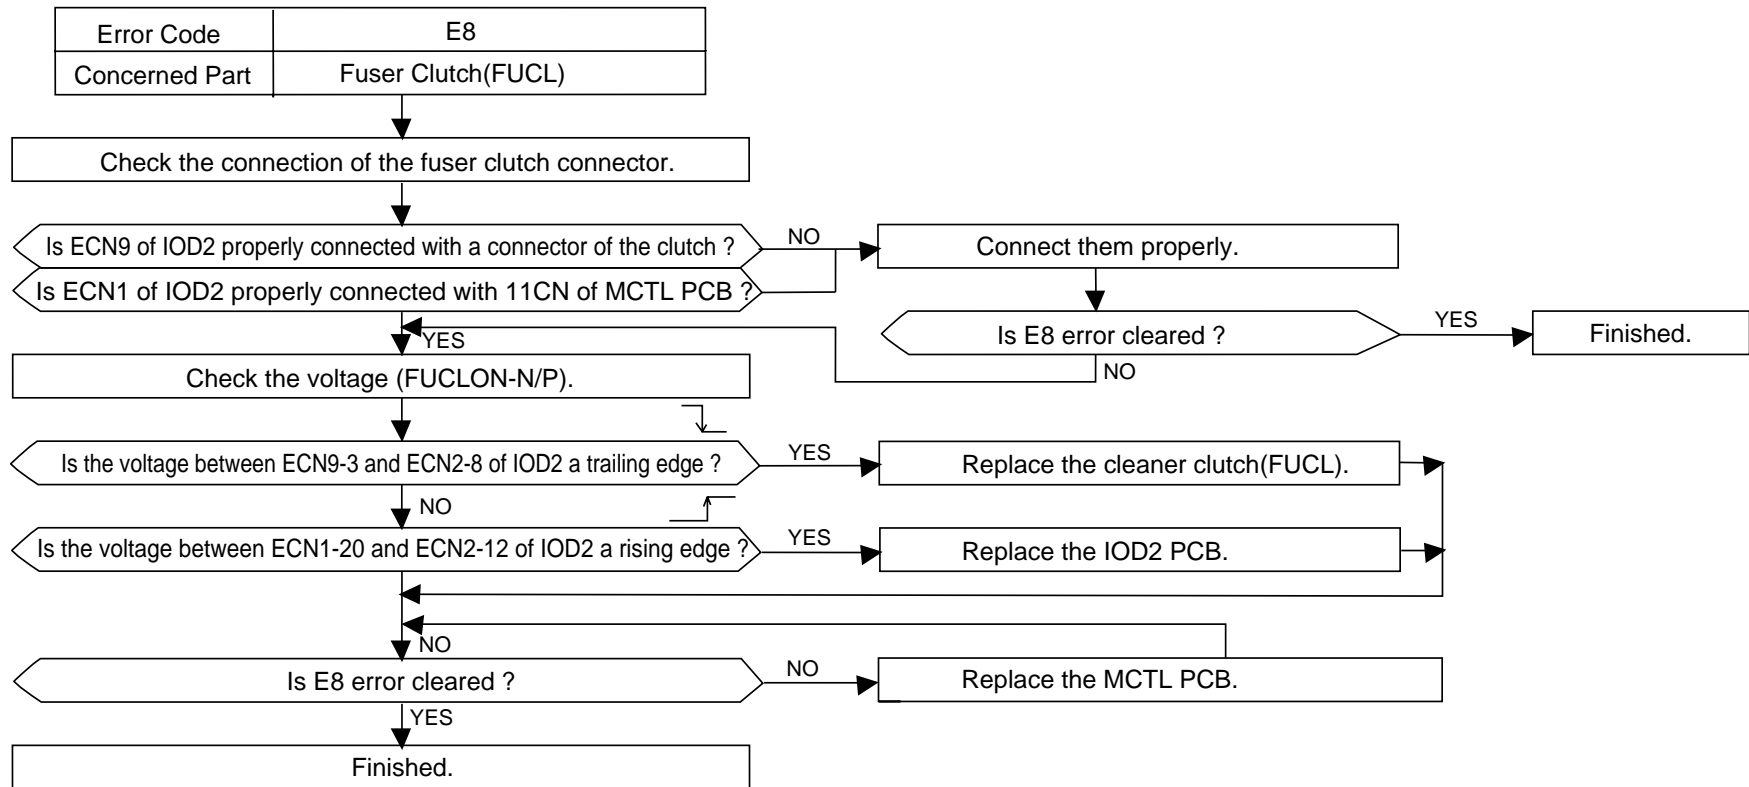 Error Code
E8
Concerned Part
Fuser Clutch(FUCL)
Check the connection of the fuser clutch connector.
Is ECN9 of IOD2 properly connected with a connector of the clutch ?
NO
Connect them properly.
Is ECN1 of IOD2 properly connected with 11CN of MCTL PCB ?
Is E8 error cleared ?
YES
Finished.
YES
NO
Check the voltage (FUCLON-N/P).
Is the voltage between ECN9-3 and ECN2-8 of IOD2 a trailing edge ?
YES
Replace the cleaner clutch(FUCL).
NO
Is the voltage between ECN1-20 and ECN2-12 of IOD2 a rising edge ?
YES
Replace the IOD2 PCB.
NO
Is E8 error cleared ?
NO
Replace the MCTL PCB.
YES
Finished.